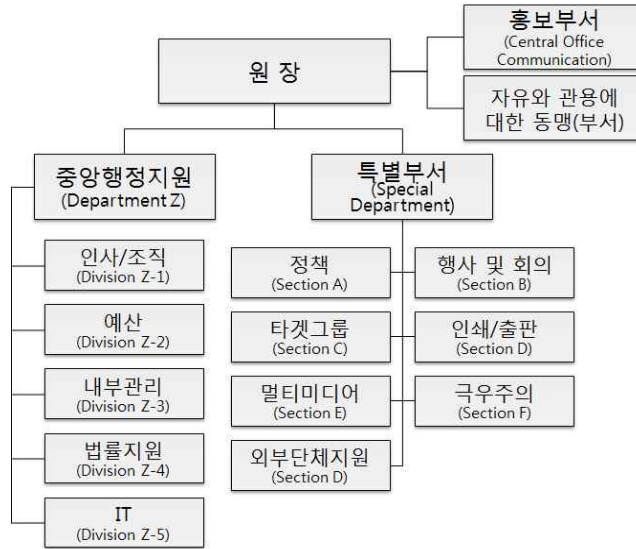 홍보부서
(Central Office
Communication)
원 장
자유와 관용에
대한 동맹(부서)
중앙행정지원
(Department Z)
특별부서
(Special
Department)
인사/조직
(Division Z-1)
정책
(Section A)
행사 및 회의
(Section B)
예산
(Division Z-2)
타겟그룹
(Section C)
인쇄/출판
(Section D)
내부관리
(Division Z-3)
멀티미디어
(Section E)
극우주의
(Section F)
법률지원
(Division Z-4)
외부단체지원
(Section D)
IT
(Division Z-5)